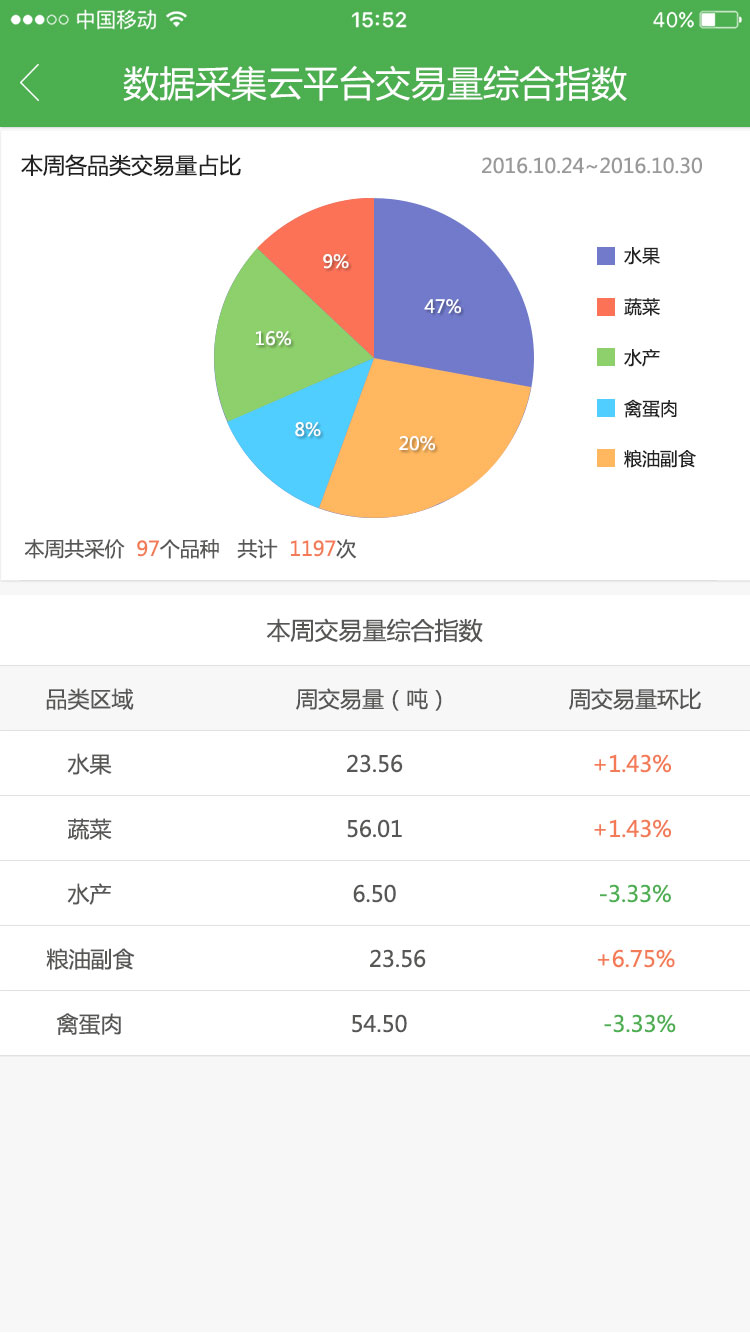 中国移动 15:52 40%
数据采集云平台交易量综合指数
本周各品类交易量占比 2016.10.24~2016.10.30
9%
47%
16%
8%
20%
水果
蔬菜
水产
禽蛋肉
粮油副食
本周共采价 97个品种 共计 1197次
本周交易量综合指数
品类区域 周交易量（吨） 周交易量环比
水果 23.56 +1.43%
蔬菜 56.01 +1.43%
水产 6.50 -3.33%
粮油副食 23.56 +6.75%
禽蛋肉 54.50 -3.33%